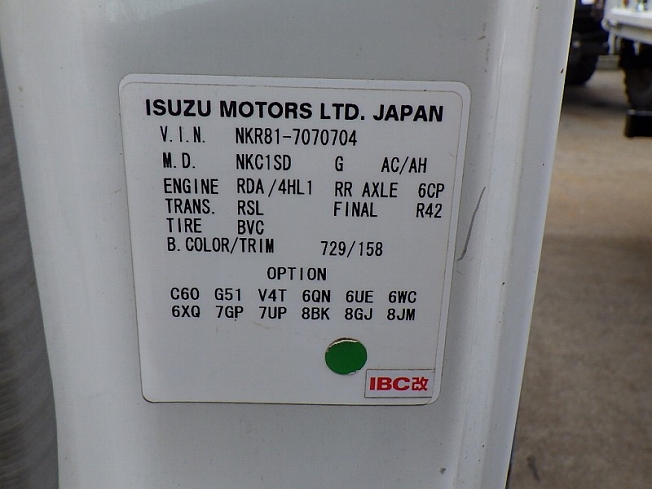 ISUZU MOTORS LTD. JAPAN
V.I.N. NKR81-7070704
M.D. NKC1SD G AC/AH
ENGINE RDA/4HL1 RR AXLE 6CP
TRANS. RSL FINAL R42
TIRE BVC
B.COLOR/TRIM 729/158
OPTION
C60 G51 V4T 6QN 6UE 6WC
6XQ 7GP 7UP 8BK 8GJ 8JM
IBC改